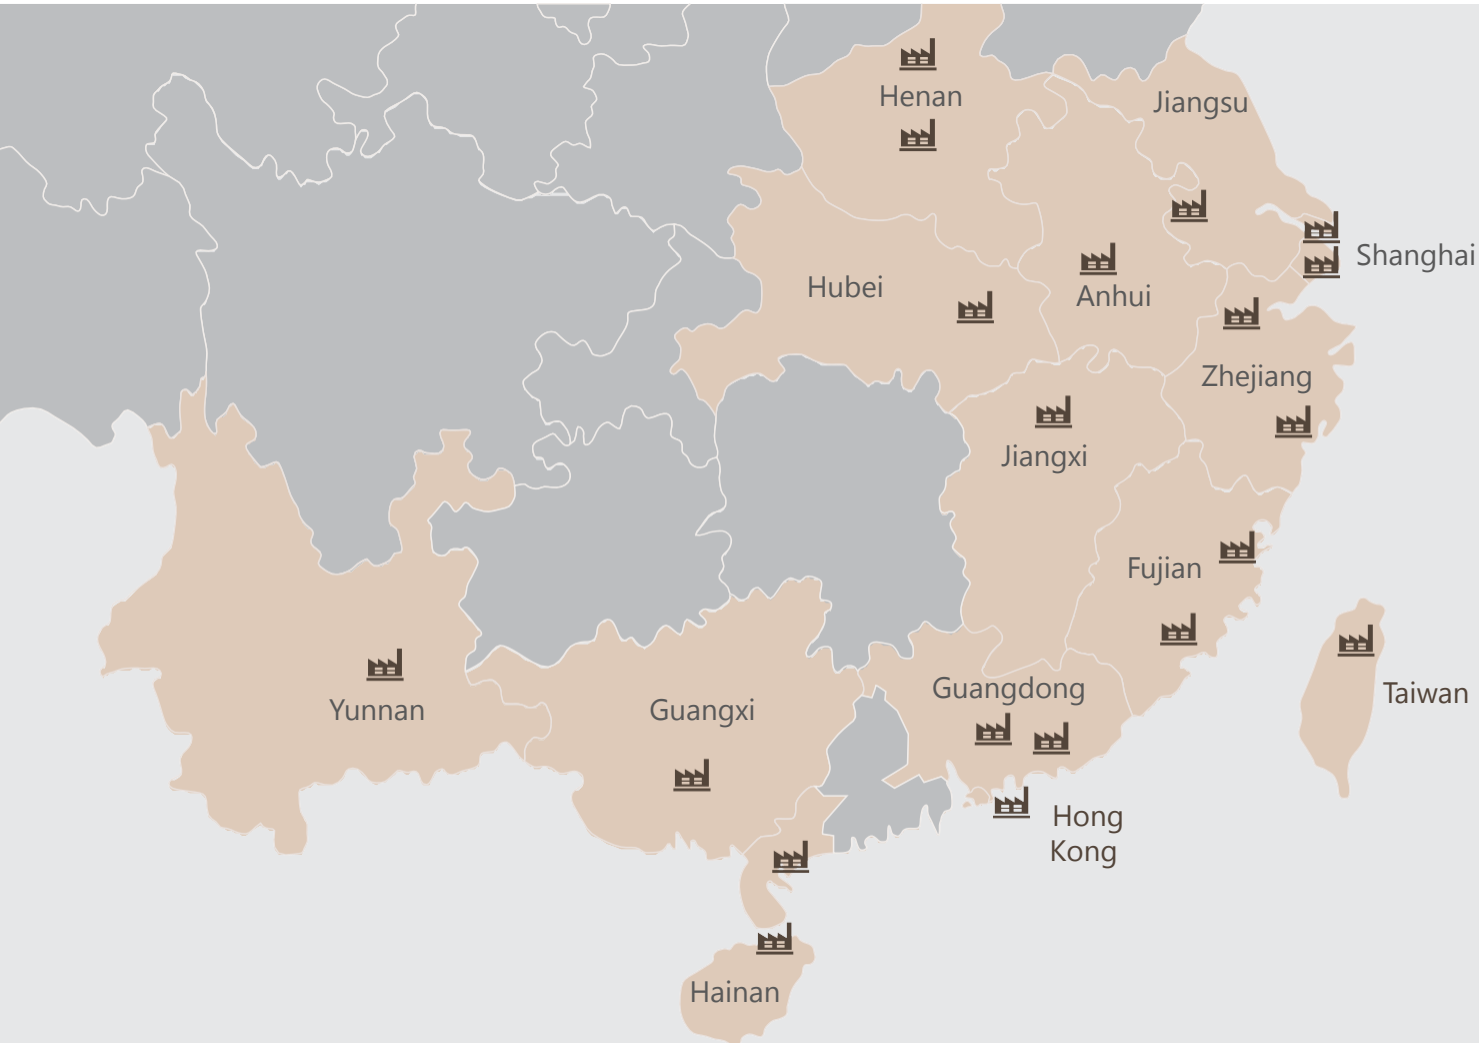 Henan
Jiangsu
Shanghai
Hubei
Anhui
Zhejiang
Jiangxi
Fujian
Guangdong
Taiwan
Yunnan
Guangxi
Hong
Kong
Hainan